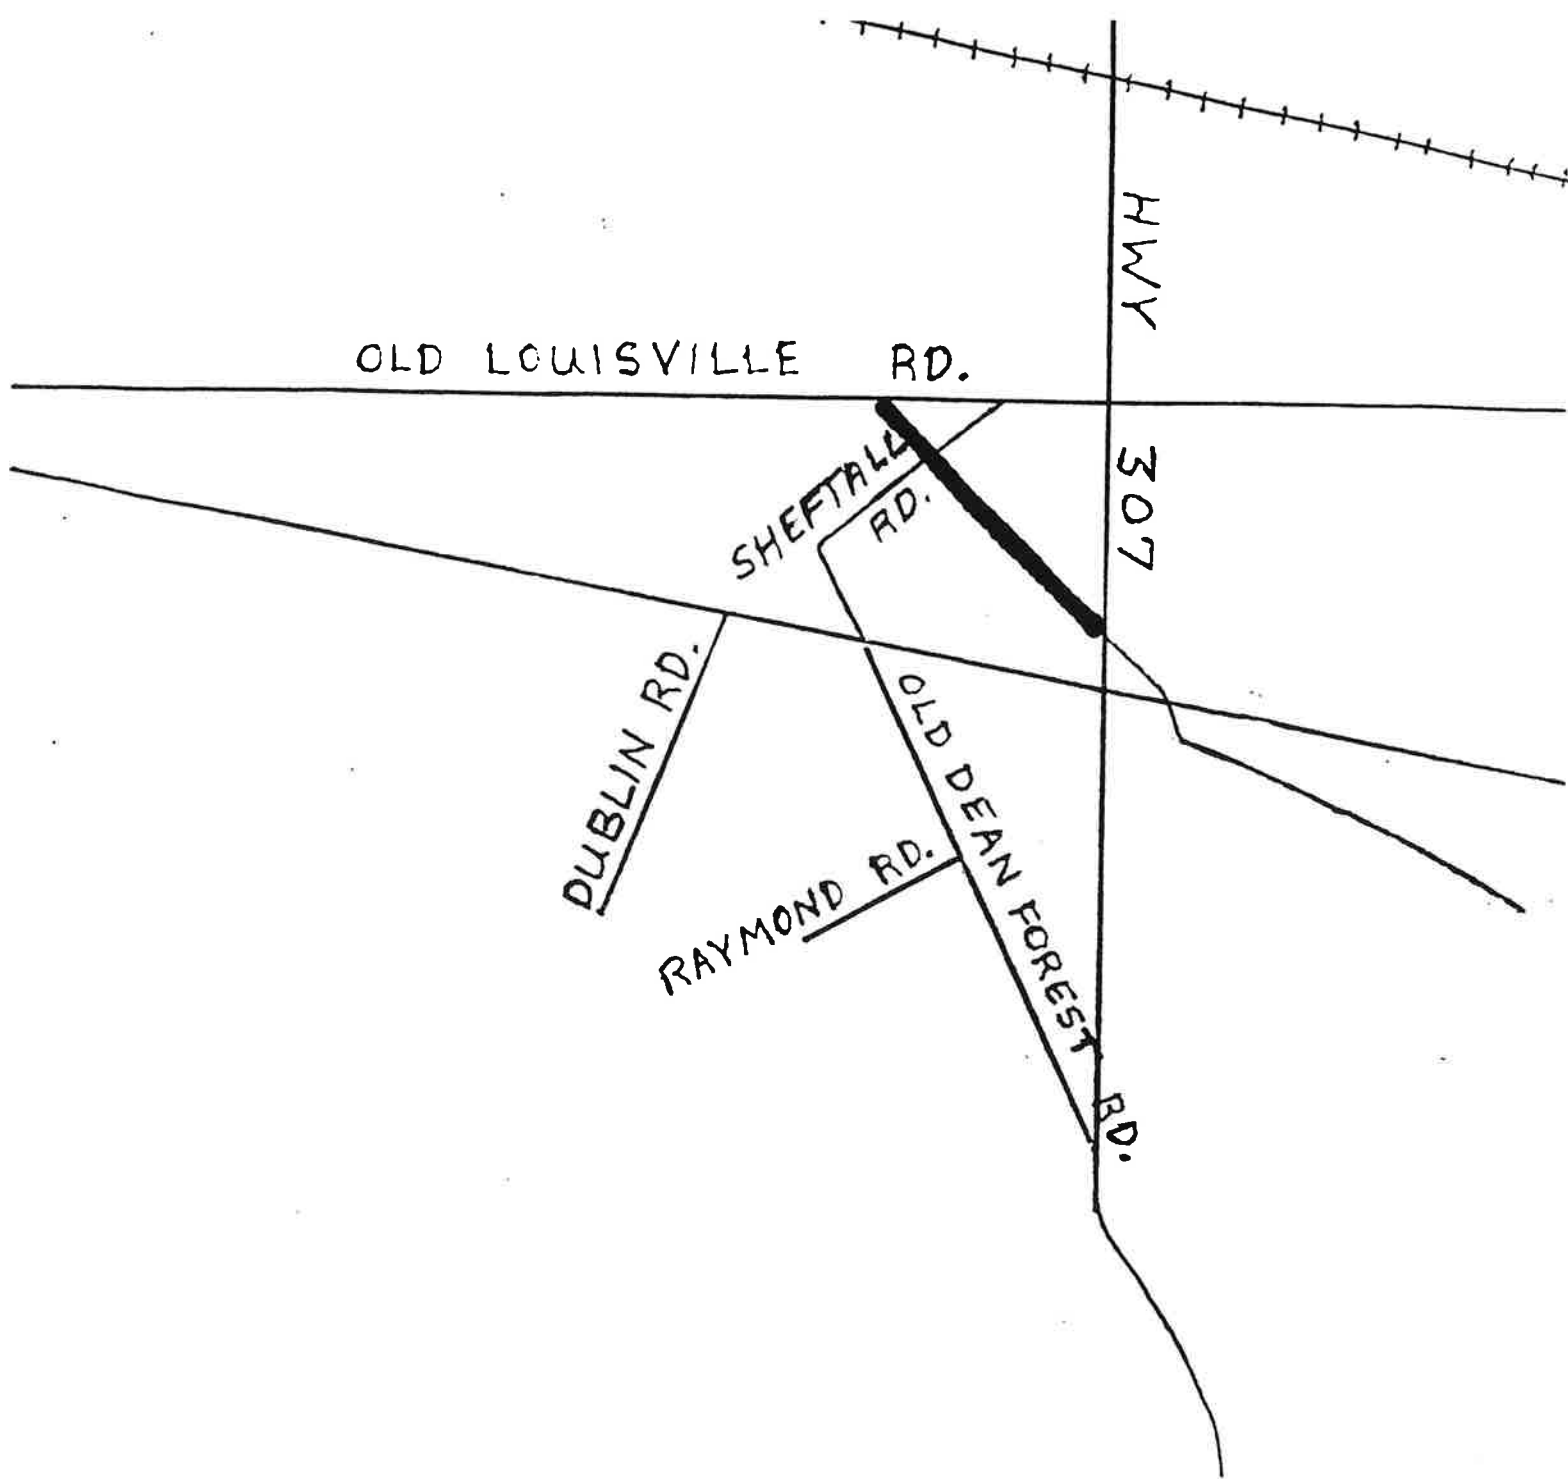 HWY 307
OLD LOUISVILLE RD.
SHEFTALL RD.
DUBLIN RD.
OLD DEAN FOREST RD.
RAYMOND RD.